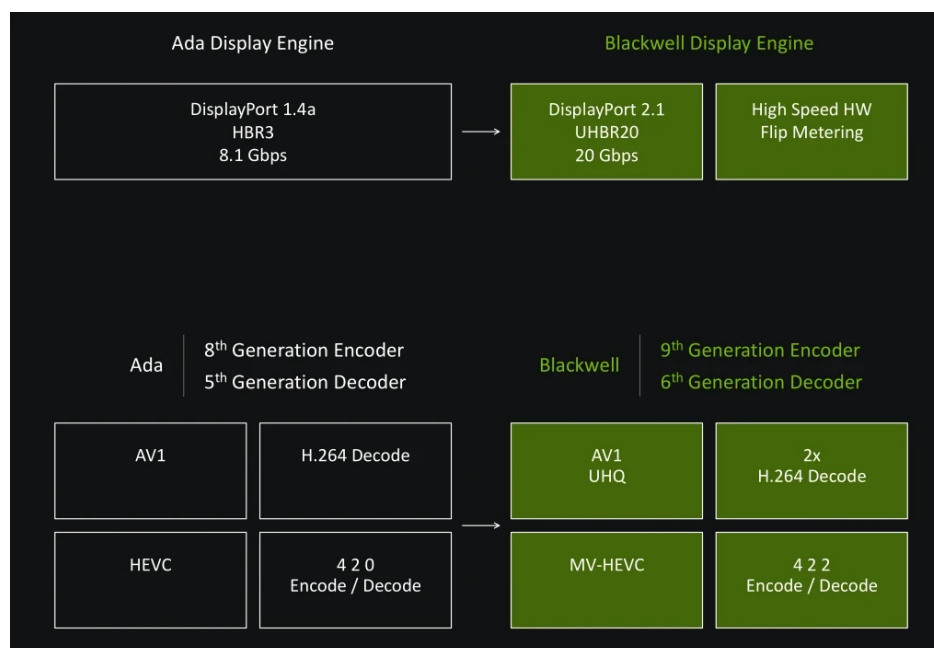 Ada Display Engine
Blackwell Display Engine
DisplayPort 1.4a
HBR3
8.1 Gbps
DisplayPort 2.1
UHBR20
20 Gbps
High Speed HW
Flip Metering
Ada
8th Generation Encoder
5th Generation Decoder
Blackwell
9th Generation Encoder
6th Generation Decoder
AV1
H.264 Decode
HEVC
4 2 0
Encode / Decode
AV1
UHQ
2x
H.264 Decode
MV-HEVC
4 2 2
Encode / Decode